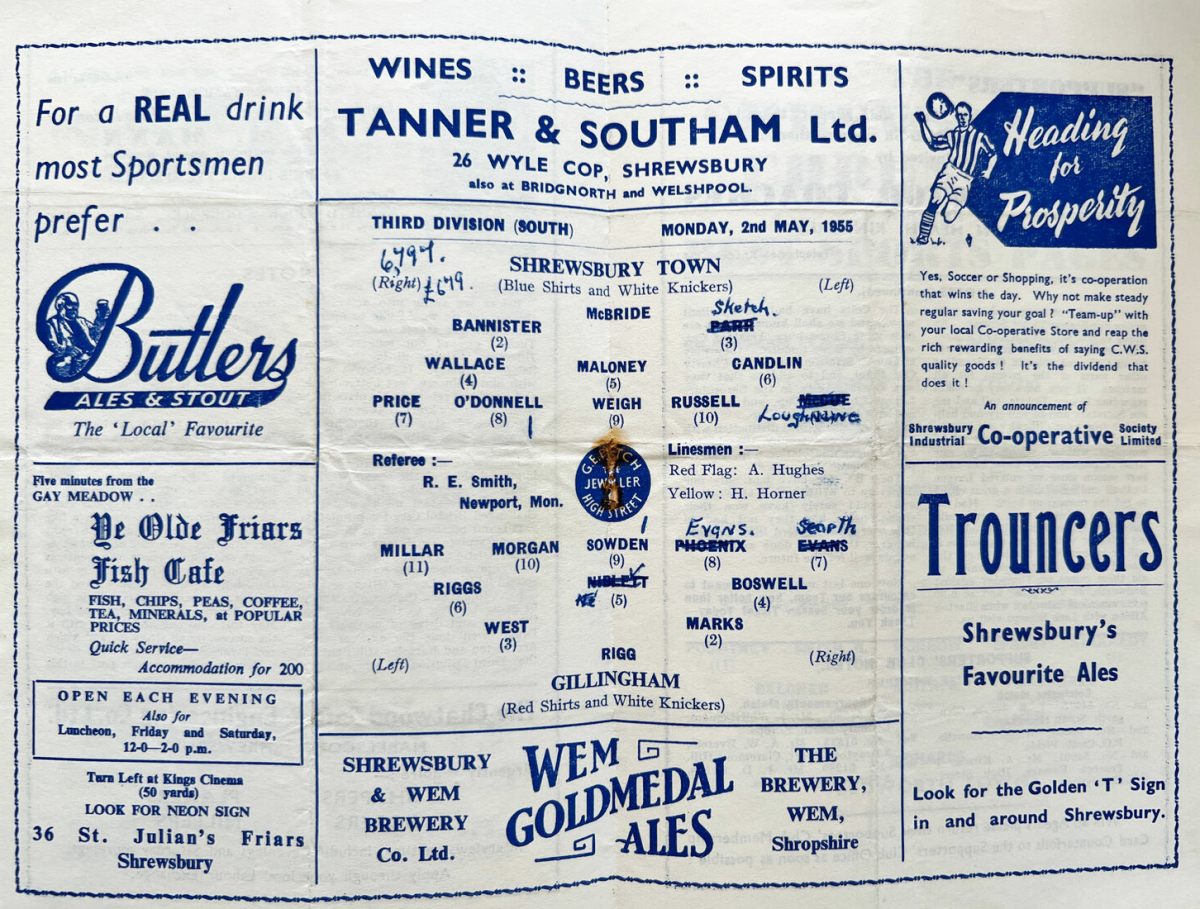 For a REAL drink
most Sportsmen
prefer . .
Butlers
ALES & STOUT
The 'Local' Favourite
Five minutes from the
GAY MEADOW . .
Ye Olde Friars
Fish Cafe
FISH, CHIPS, PEAS, COFFEE,
TEA, MINERALS, at POPULAR
PRICES
Quick Service—
Accommodation for 200
OPEN EACH EVENING
Also for
Luncheon, Friday and Saturday,
12-0—2-0 p.m.
Turn Left at Kings Cinema
(50 yards)
LOOK FOR NEON SIGN
36 St. Julian's Friars
Shrewsbury
WINES :: BEERS :: SPIRITS
TANNER & SOUTHAM Ltd.
26 WYLE COP, SHREWSBURY
also at BRIDGNORTH and WELSHPOOL.
THIRD DIVISION (SOUTH) MONDAY, 2nd MAY, 1955
6,797.
SHREWSBURY TOWN
(Right) £679. (Blue Shirts and White Knickers) (Left)
McBRIDE Sketch.
BANNISTER PARR
(2) (3)
WALLACE MALONEY CANDLIN
(4) (5) (6)
PRICE O'DONNELL WEIGH RUSSELL McCUE
(7) (8) (9) (10) Loughnane
1
Referee :— Linesmen :—
R. E. Smith, Red Flag: A. Hughes
Newport, Mon. Yellow: H. Horner
GERTCH THE
JEWELLER
HIGH STREET
1 Evans. Scarth
MILLAR MORGAN SOWDEN PHOENIX EVANS
(11) (10) (9) (8) (7)
RIGGS NIBLETT BOSWELL
(6) (5) (4)
WEST MARKS
(3) (2)
(Left) RIGG (Right)
GILLINGHAM
(Red Shirts and White Knickers)
SHREWSBURY
& WEM
BREWERY
Co. Ltd.
WEM
GOLDMEDAL
ALES
THE
BREWERY,
WEM,
Shropshire
Heading
for
Prosperity
Yes, Soccer or Shopping, it's co-operation
that wins the day. Why not make steady
regular saving your goal? "Team-up" with
your local Co-operative Store and reap the
rich rewarding benefits of saying C.W.S.
quality goods! It's the dividend that
does it!
An announcement of
Shrewsbury Industrial Co-operative Society Limited
Trouncers
Shrewsbury's
Favourite Ales
Look for the Golden 'T' Sign
in and around Shrewsbury.